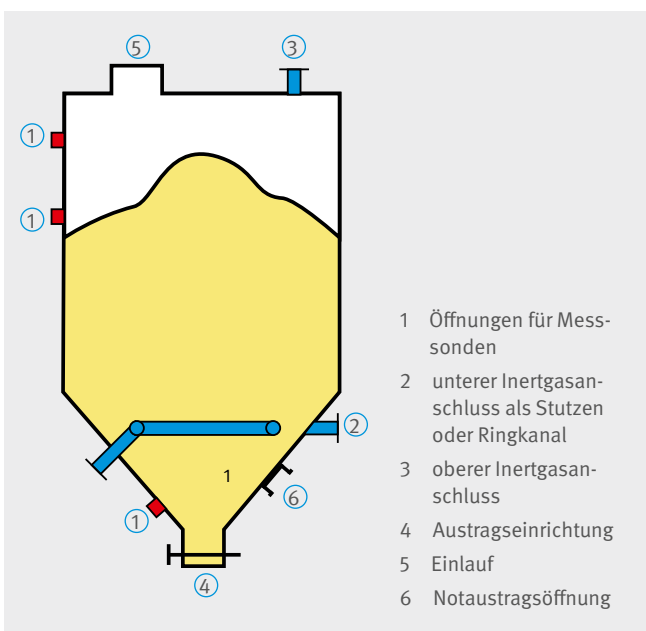 5
3
1
1
2
1
6
1
4
1 Öffnungen für Mess-
sonden
2 unterer Inertgasan-
schluss als Stutzen
oder Ringkanal
3 oberer Inertgasan-
schluss
4 Austragseinrichtung
5 Einlauf
6 Notaustragsöffnung